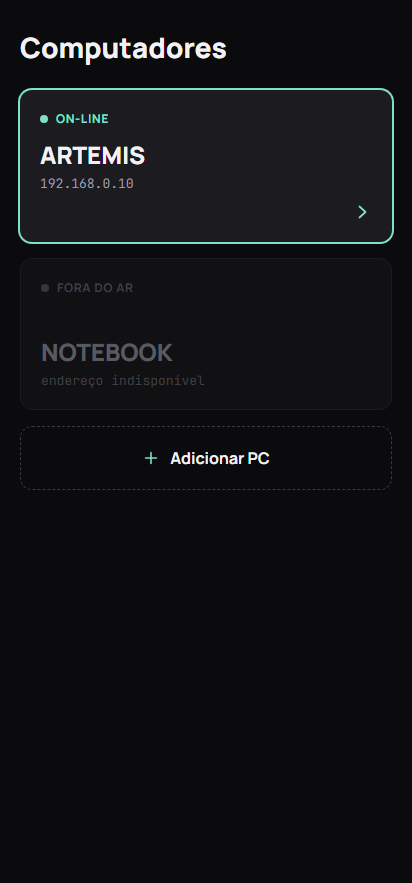 Computadores
ON-LINE
ARTEMIS
192.168.0.10
FORA DO AR
NOTEBOOK
endereço indisponível
Adicionar PC